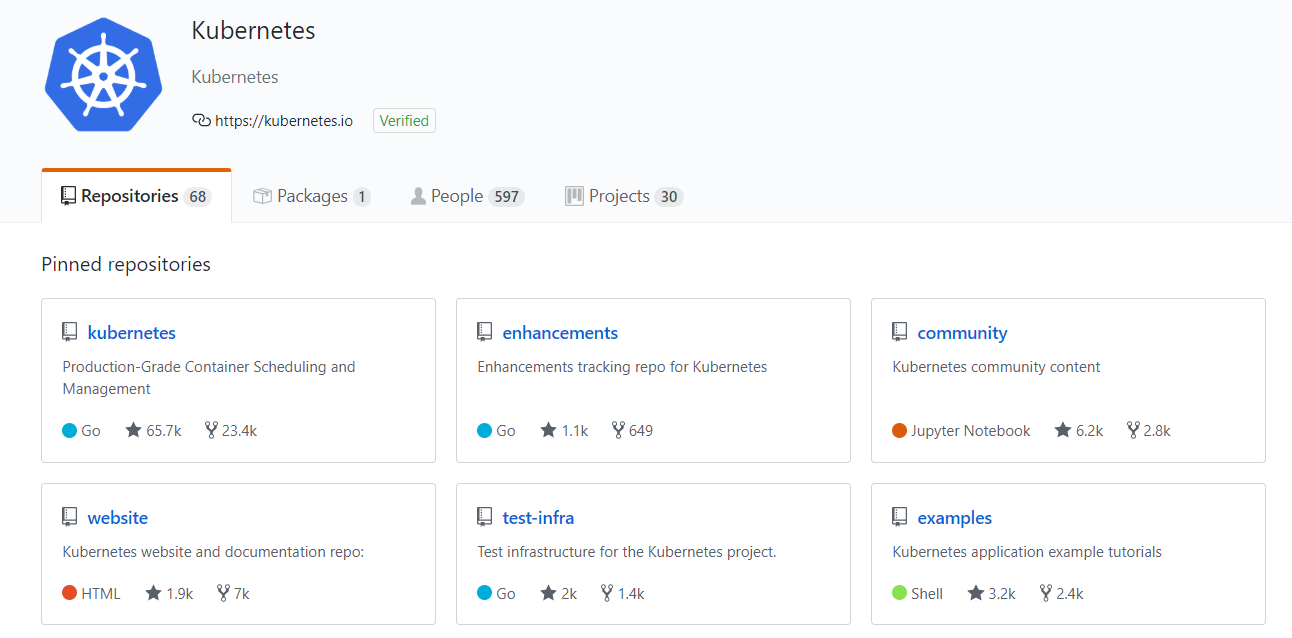 Kubernetes
Kubernetes
https://kubernetes.io Verified
Repositories 68 Packages 1 People 597 Projects 30
Pinned repositories
kubernetes
Production-Grade Container Scheduling and
Management
Go 65.7k 23.4k
enhancements
Enhancements tracking repo for Kubernetes
Go 1.1k 649
community
Kubernetes community content
Jupyter Notebook 6.2k 2.8k
website
Kubernetes website and documentation repo:
HTML 1.9k 7k
test-infra
Test infrastructure for the Kubernetes project.
Go 2k 1.4k
examples
Kubernetes application example tutorials
Shell 3.2k 2.4k